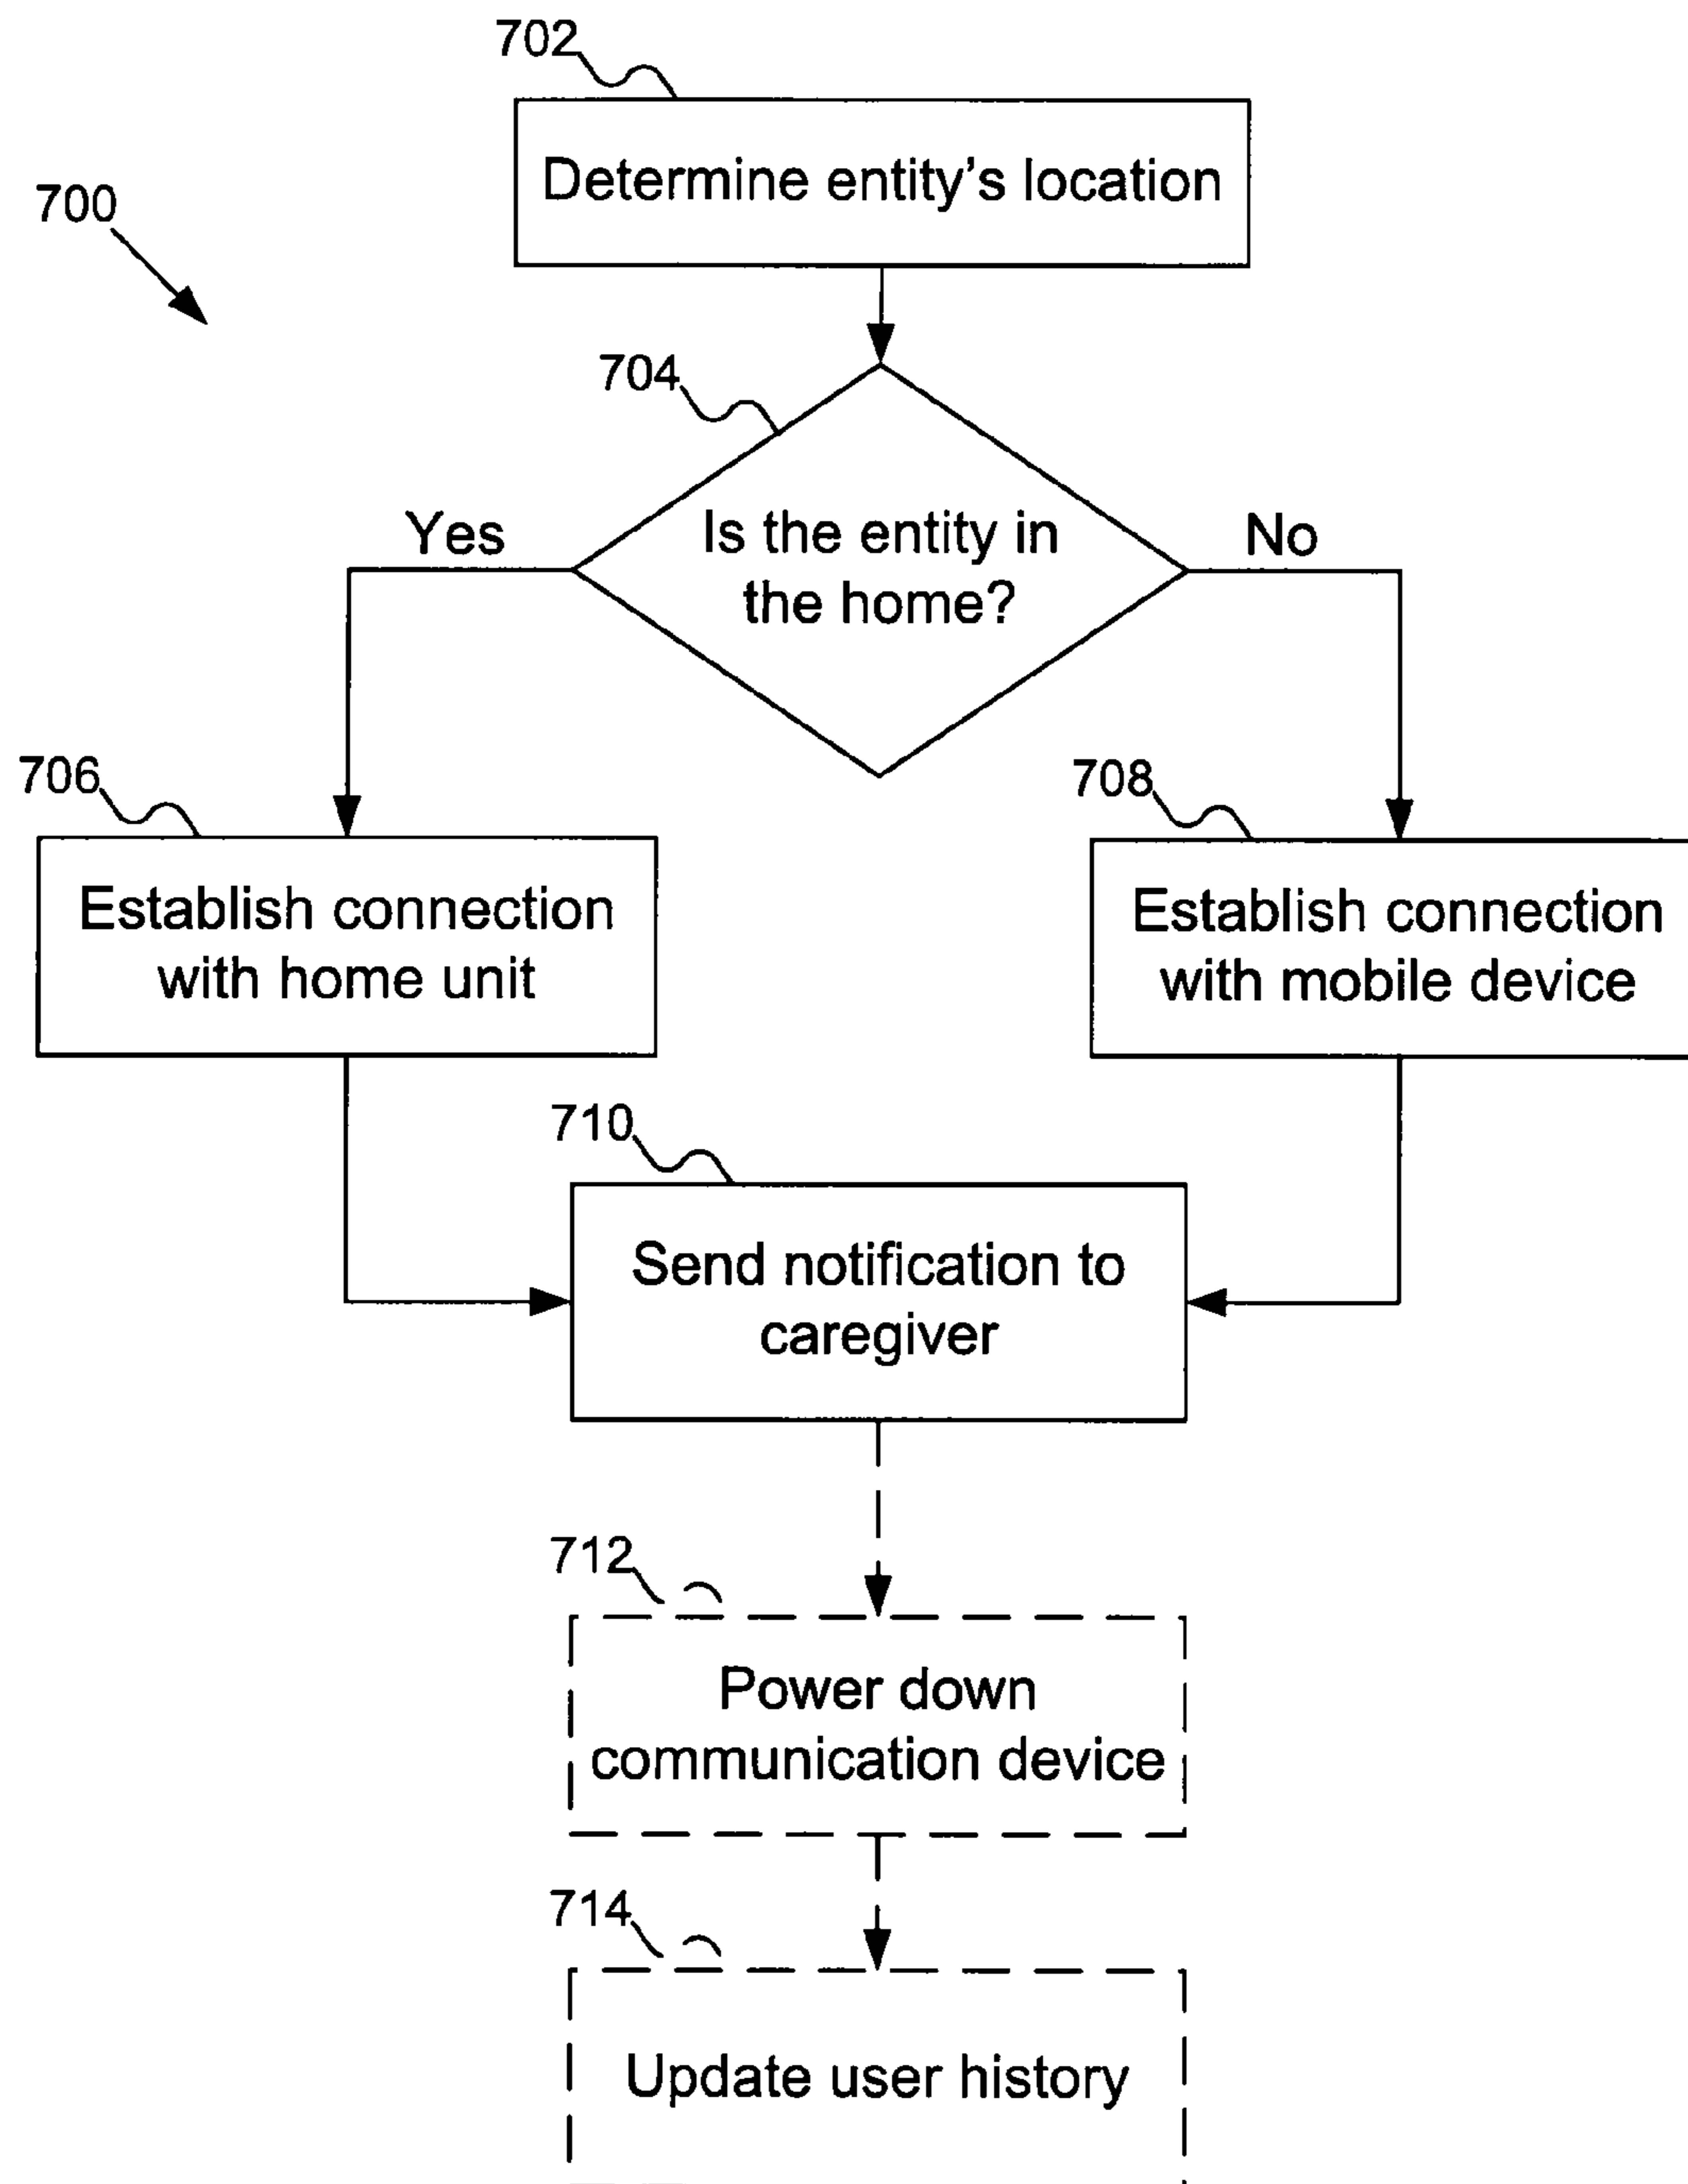 702
Determine entity's location
700
704
Yes
Is the entity in
the home?
No
706
Establish connection
with home unit
708
Establish connection
with mobile device
710
Send notification to
caregiver
712
Power down
communication device
714
Update user history